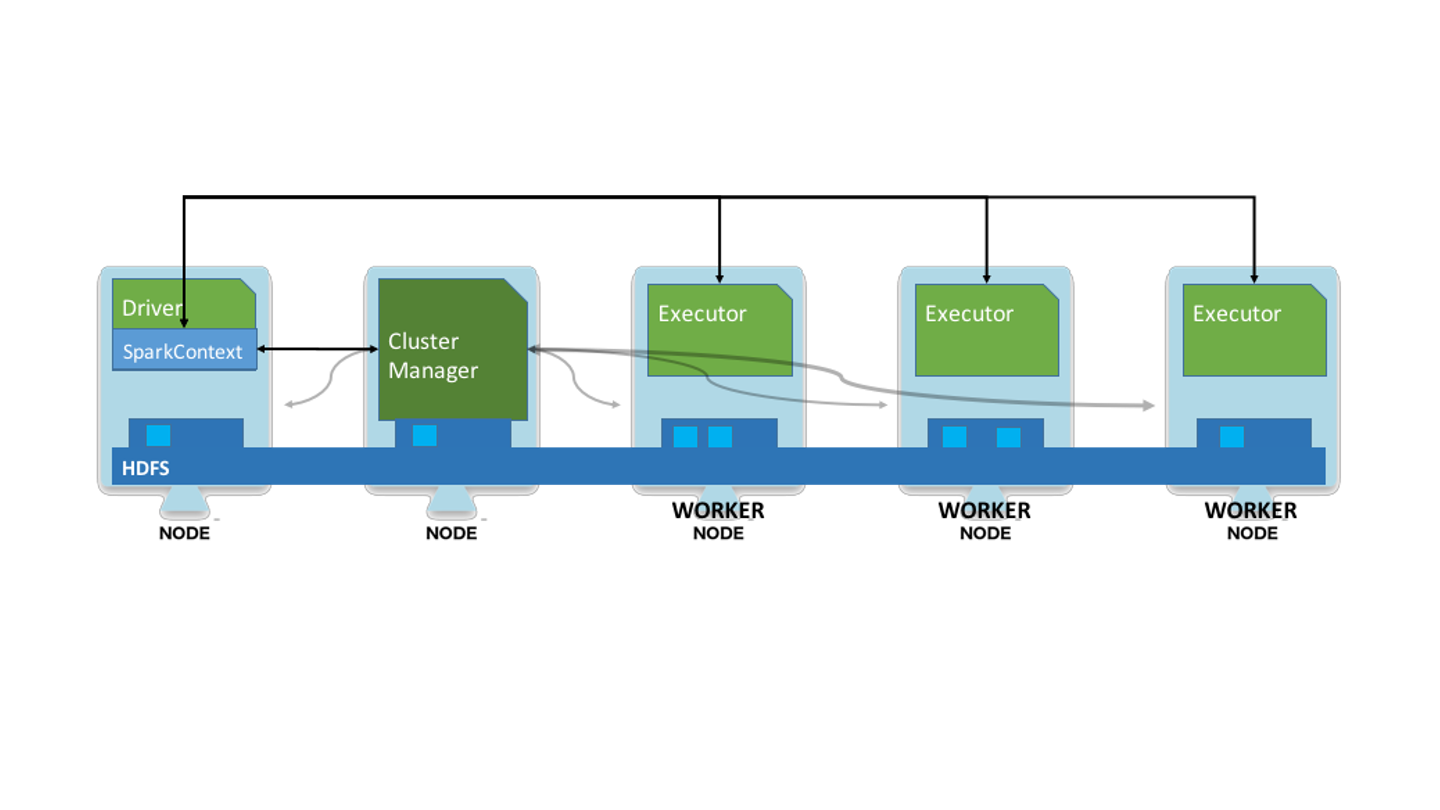 Driver
SparkContext
Cluster
Manager
Executor
Executor
Executor
HDFS
NODE
NODE
WORKER
NODE
WORKER
NODE
WORKER
NODE